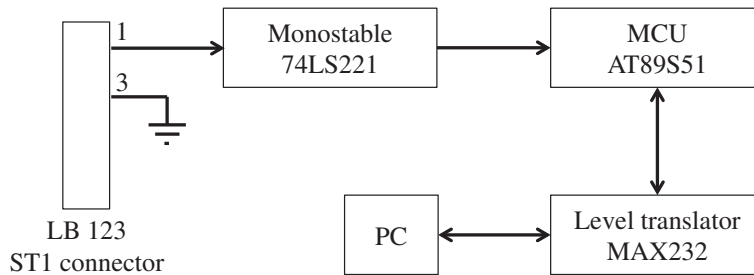 1
3
LB 123
ST1 connector
Monostable
74LS221
MCU
AT89S51
PC
Level translator
MAX232